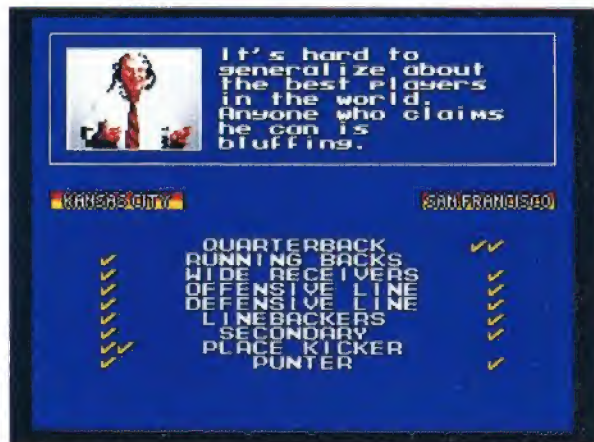 It's hard to
generalize about
the best players
in the world.
Anyone who claims
he can is
bluffing.
KANSAS CITY
SAN FRANCISCO
QUARTERBACK
RUNNING BACKS
WIDE RECEIVERS
OFFENSIVE LINE
DEFENSIVE LINE
LINEBACKERS
SECONDARY
PLACE KICKER
PUNTER